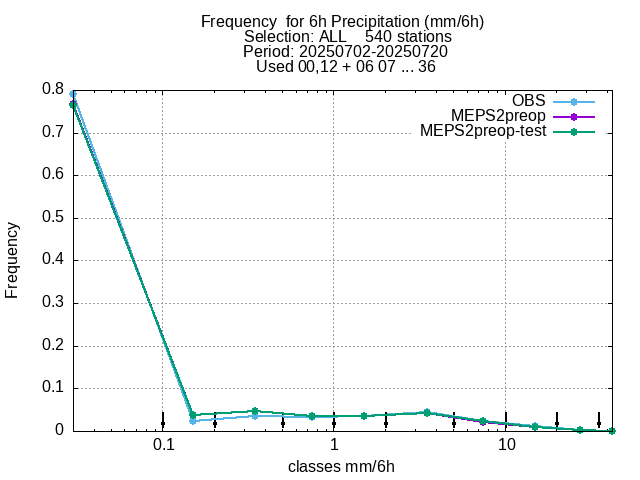 Frequency  for 6h Precipitation (mm/6h)
Selection: ALL    540 stations
Period: 20250702-20250720
Used 00,12 + 06 07 ... 36
OBS
MEPS2preop
MEPS2preop-test
0.8
0.7
0.6
0.5
0.4
0.3
0.2
0.1
0
Frequency
0.1 1 10
classes mm/6h